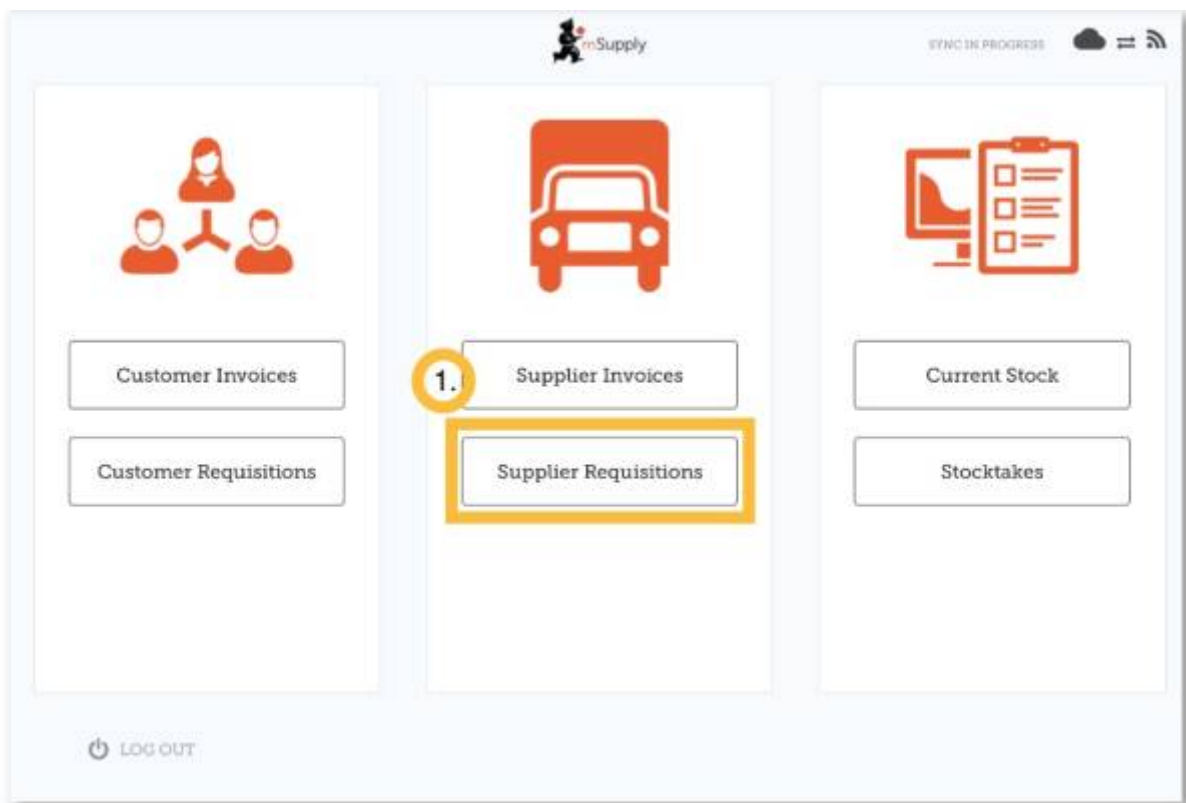 mSupply
SYNC IN PROGRESS
Customer Invoices
1.
Supplier Invoices
Current Stock
Customer Requisitions
Supplier Requisitions
Stocktakes
LOG OUT